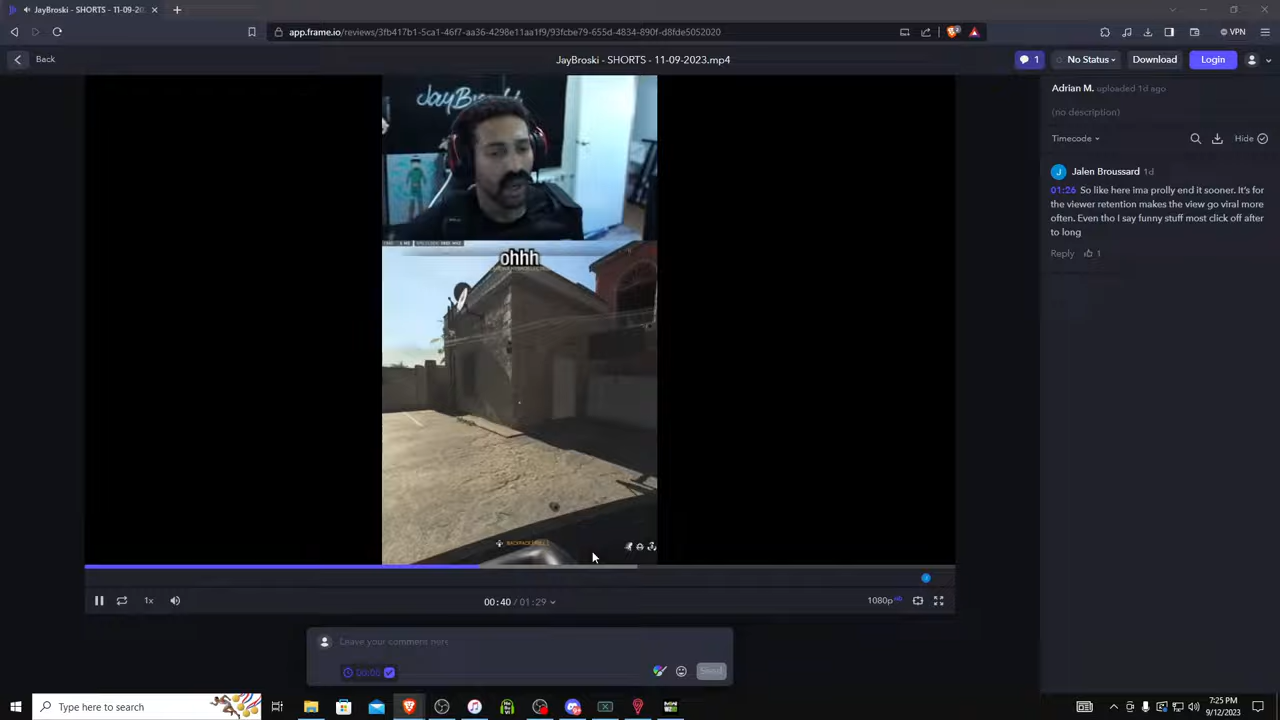 JayBroski - SHORTS - 11-09-202
app.frame.io/reviews/3fb417b1-5ca1-46f7-aa36-4298e11aa1f9/93fcbe79-655d-4834-890f-d8fde5052020
VPN
Back
JayBroski - SHORTS - 11-09-2023.mp4
1
No Status
Download
Login
Adrian M. uploaded 1d ago
(no description)
Timecode
Hide
J
Jalen Broussard 1d
01:26 So like here ima prolly end it sooner. It's for
the viewer retention makes the view go viral more
often. Even tho I say funny stuff most click off after
to long
Reply
1
ohhh
1x
00:40 / 01:29
1080p HD
Leave your comment here
Send
Type here to search
7:25 PM
9/12/2023